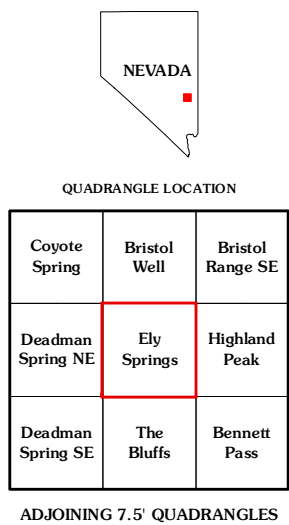 NEVADA
QUADRANGLE LOCATION
Coyote
Spring
Bristol
Well
Bristol
Range SE
Deadman
Spring NE
Ely
Springs
Highland
Peak
Deadman
Spring SE
The
Bluffs
Bennett
Pass
ADJOINING 7.5' QUADRANGLES